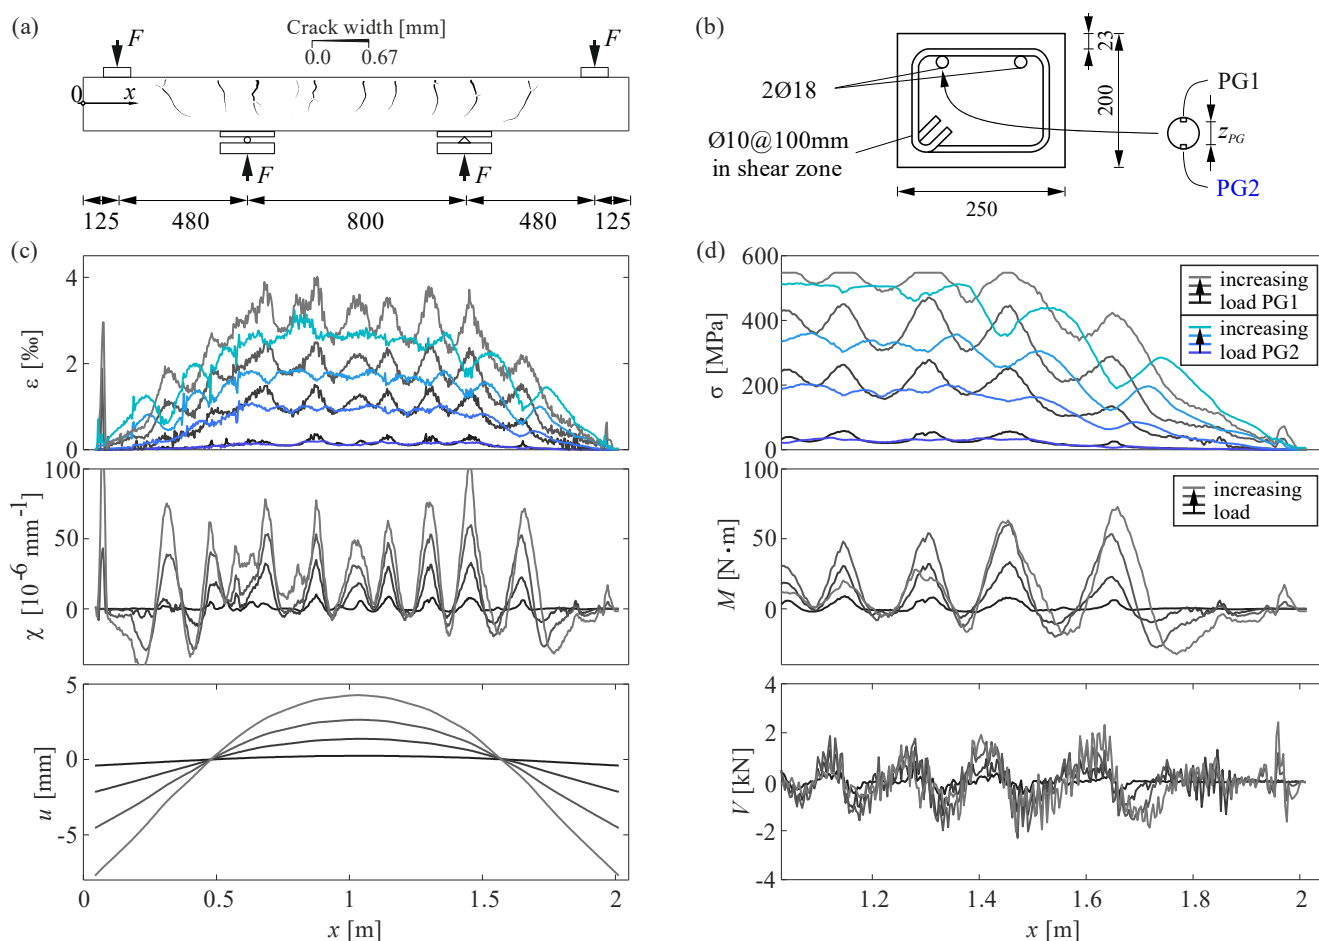 (a)
F
Crack width [mm]
0.0
0.67
F
0
x
F
F
125
480
800
480
125
(b)
23
2Ø18
200
PG1
z_PG
Ø10@100mm
in shear zone
PG2
250
(c)
4
2
0
ε [‰]
100
50
0
χ [10⁻⁶ mm⁻¹]
5
0
-5
u [mm]
0
0.5
1
1.5
2
x [m]
(d)
600
400
200
0
σ [MPa]
increasing
load PG1
increasing
load PG2
100
50
0
M [N·m]
increasing
load
4
2
0
-2
-4
V [kN]
1.2
1.4
1.6
1.8
2
x [m]